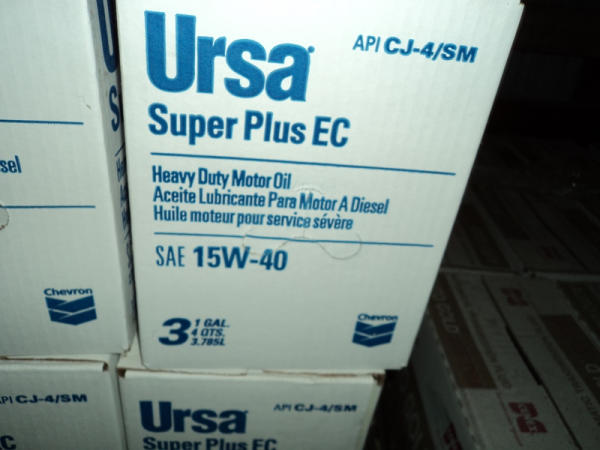 Ursa
API CJ-4/SM
Super Plus EC
Heavy Duty Motor Oil
Aceite Lubricante Para Motor A Diesel
Huile moteur pour service sévère
SAE 15W-40
3 1 GAL.
4 QTS.
3.785L
Chevron
sel
Chevron
API CJ-4/SM
Ursa
API CJ-4/SM
Super Plus EC